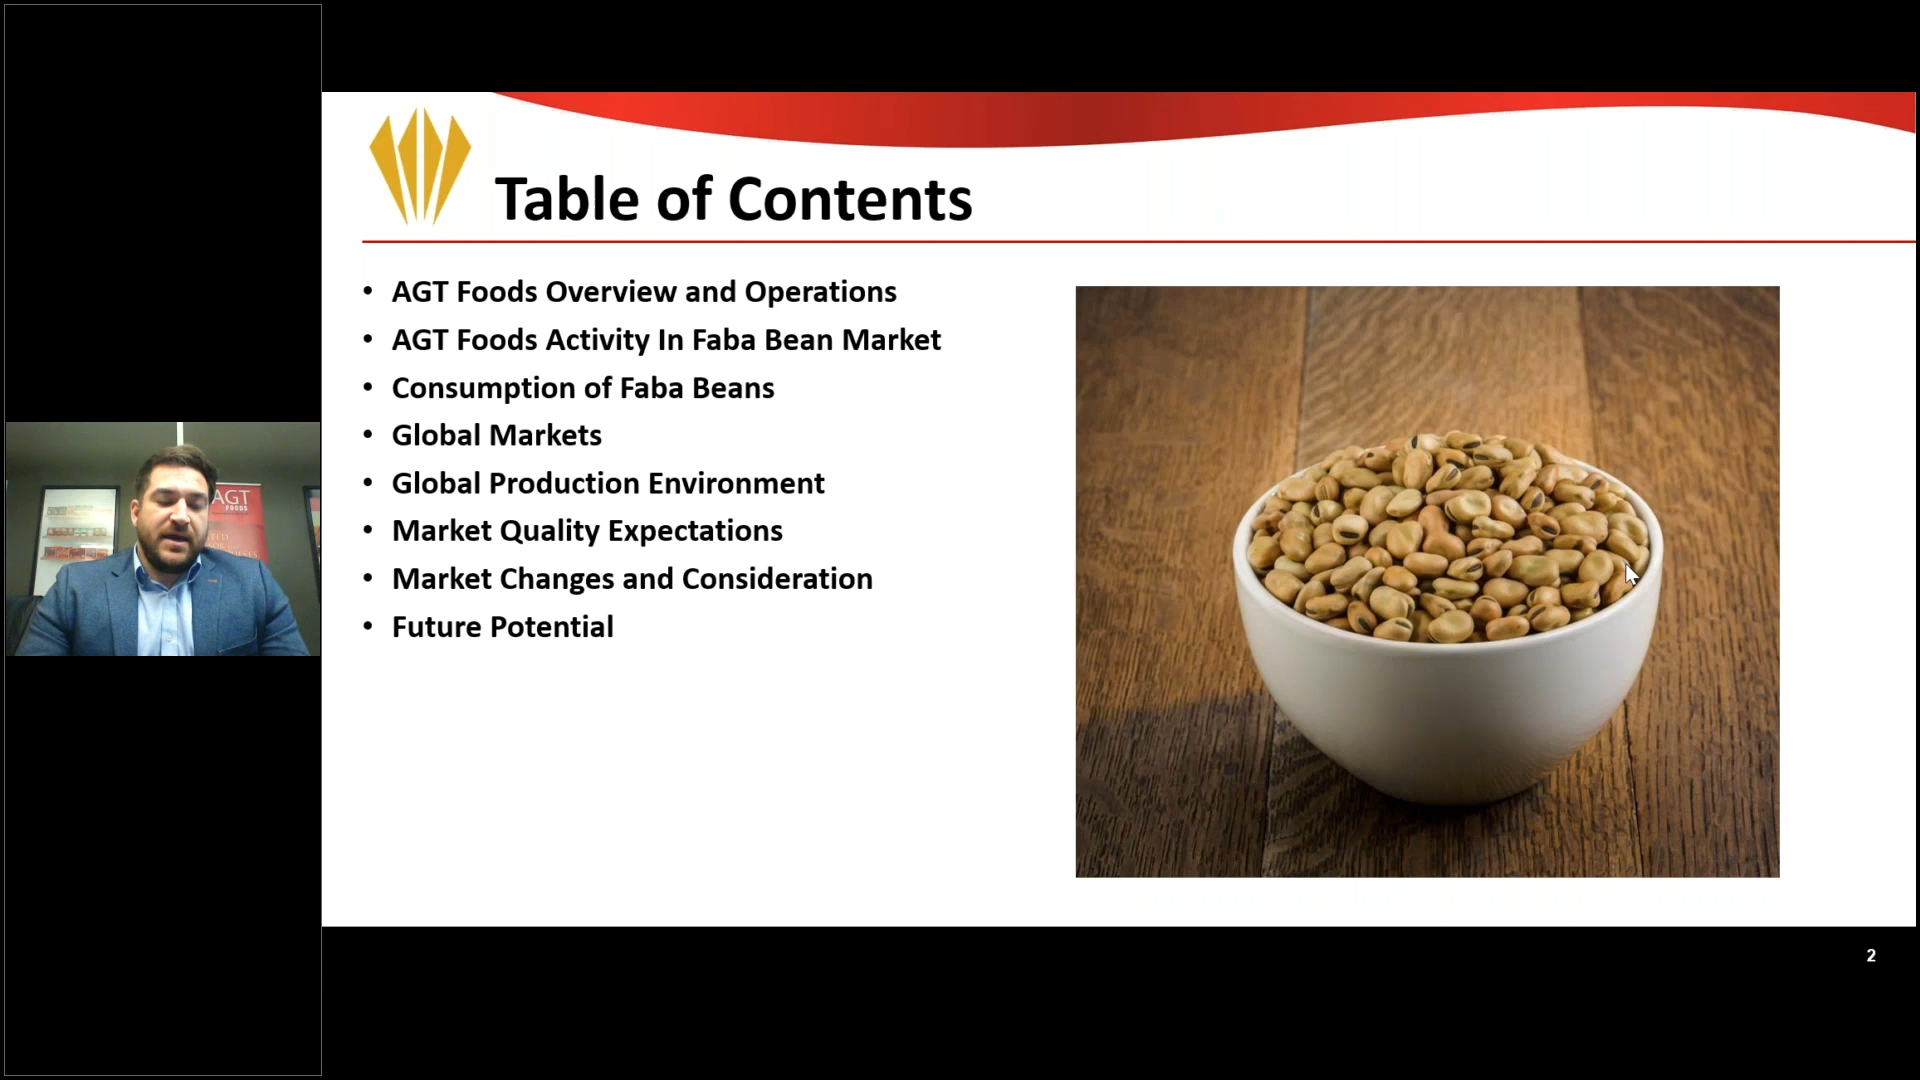 Table of Contents
• AGT Foods Overview and Operations
• AGT Foods Activity In Faba Bean Market
• Consumption of Faba Beans
• Global Markets
• Global Production Environment
• Market Quality Expectations
• Market Changes and Consideration
• Future Potential
AGT
FOODS
2